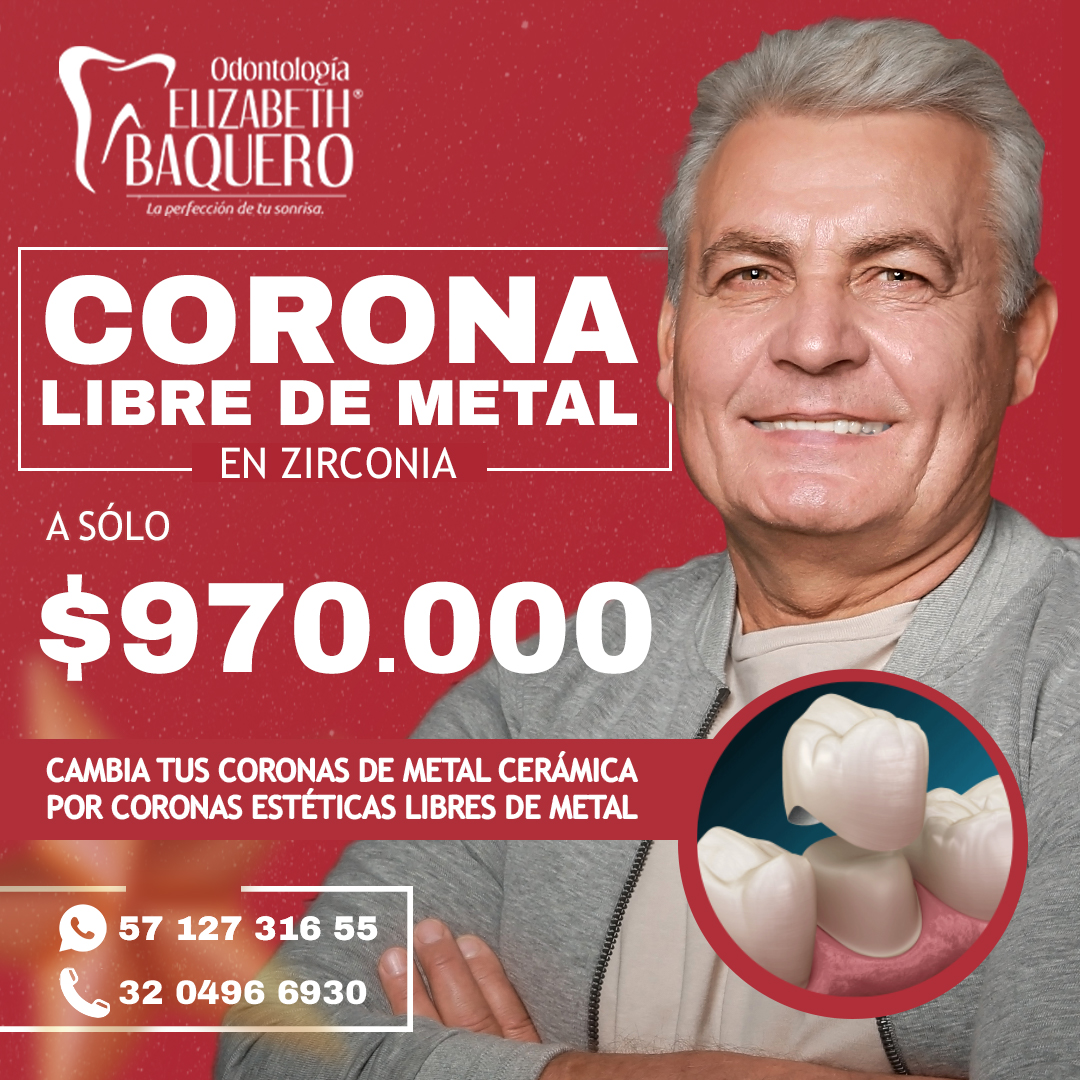 Odontología
ELIZABETH®
BAQUERO
La perfección de tu sonrisa.
CORONA
LIBRE DE METAL
EN ZIRCONIA
A SÓLO
$970.000
CAMBIA TUS CORONAS DE METAL CERÁMICA
POR CORONAS ESTÉTICAS LIBRES DE METAL
57 127 316 55
32 0496 6930